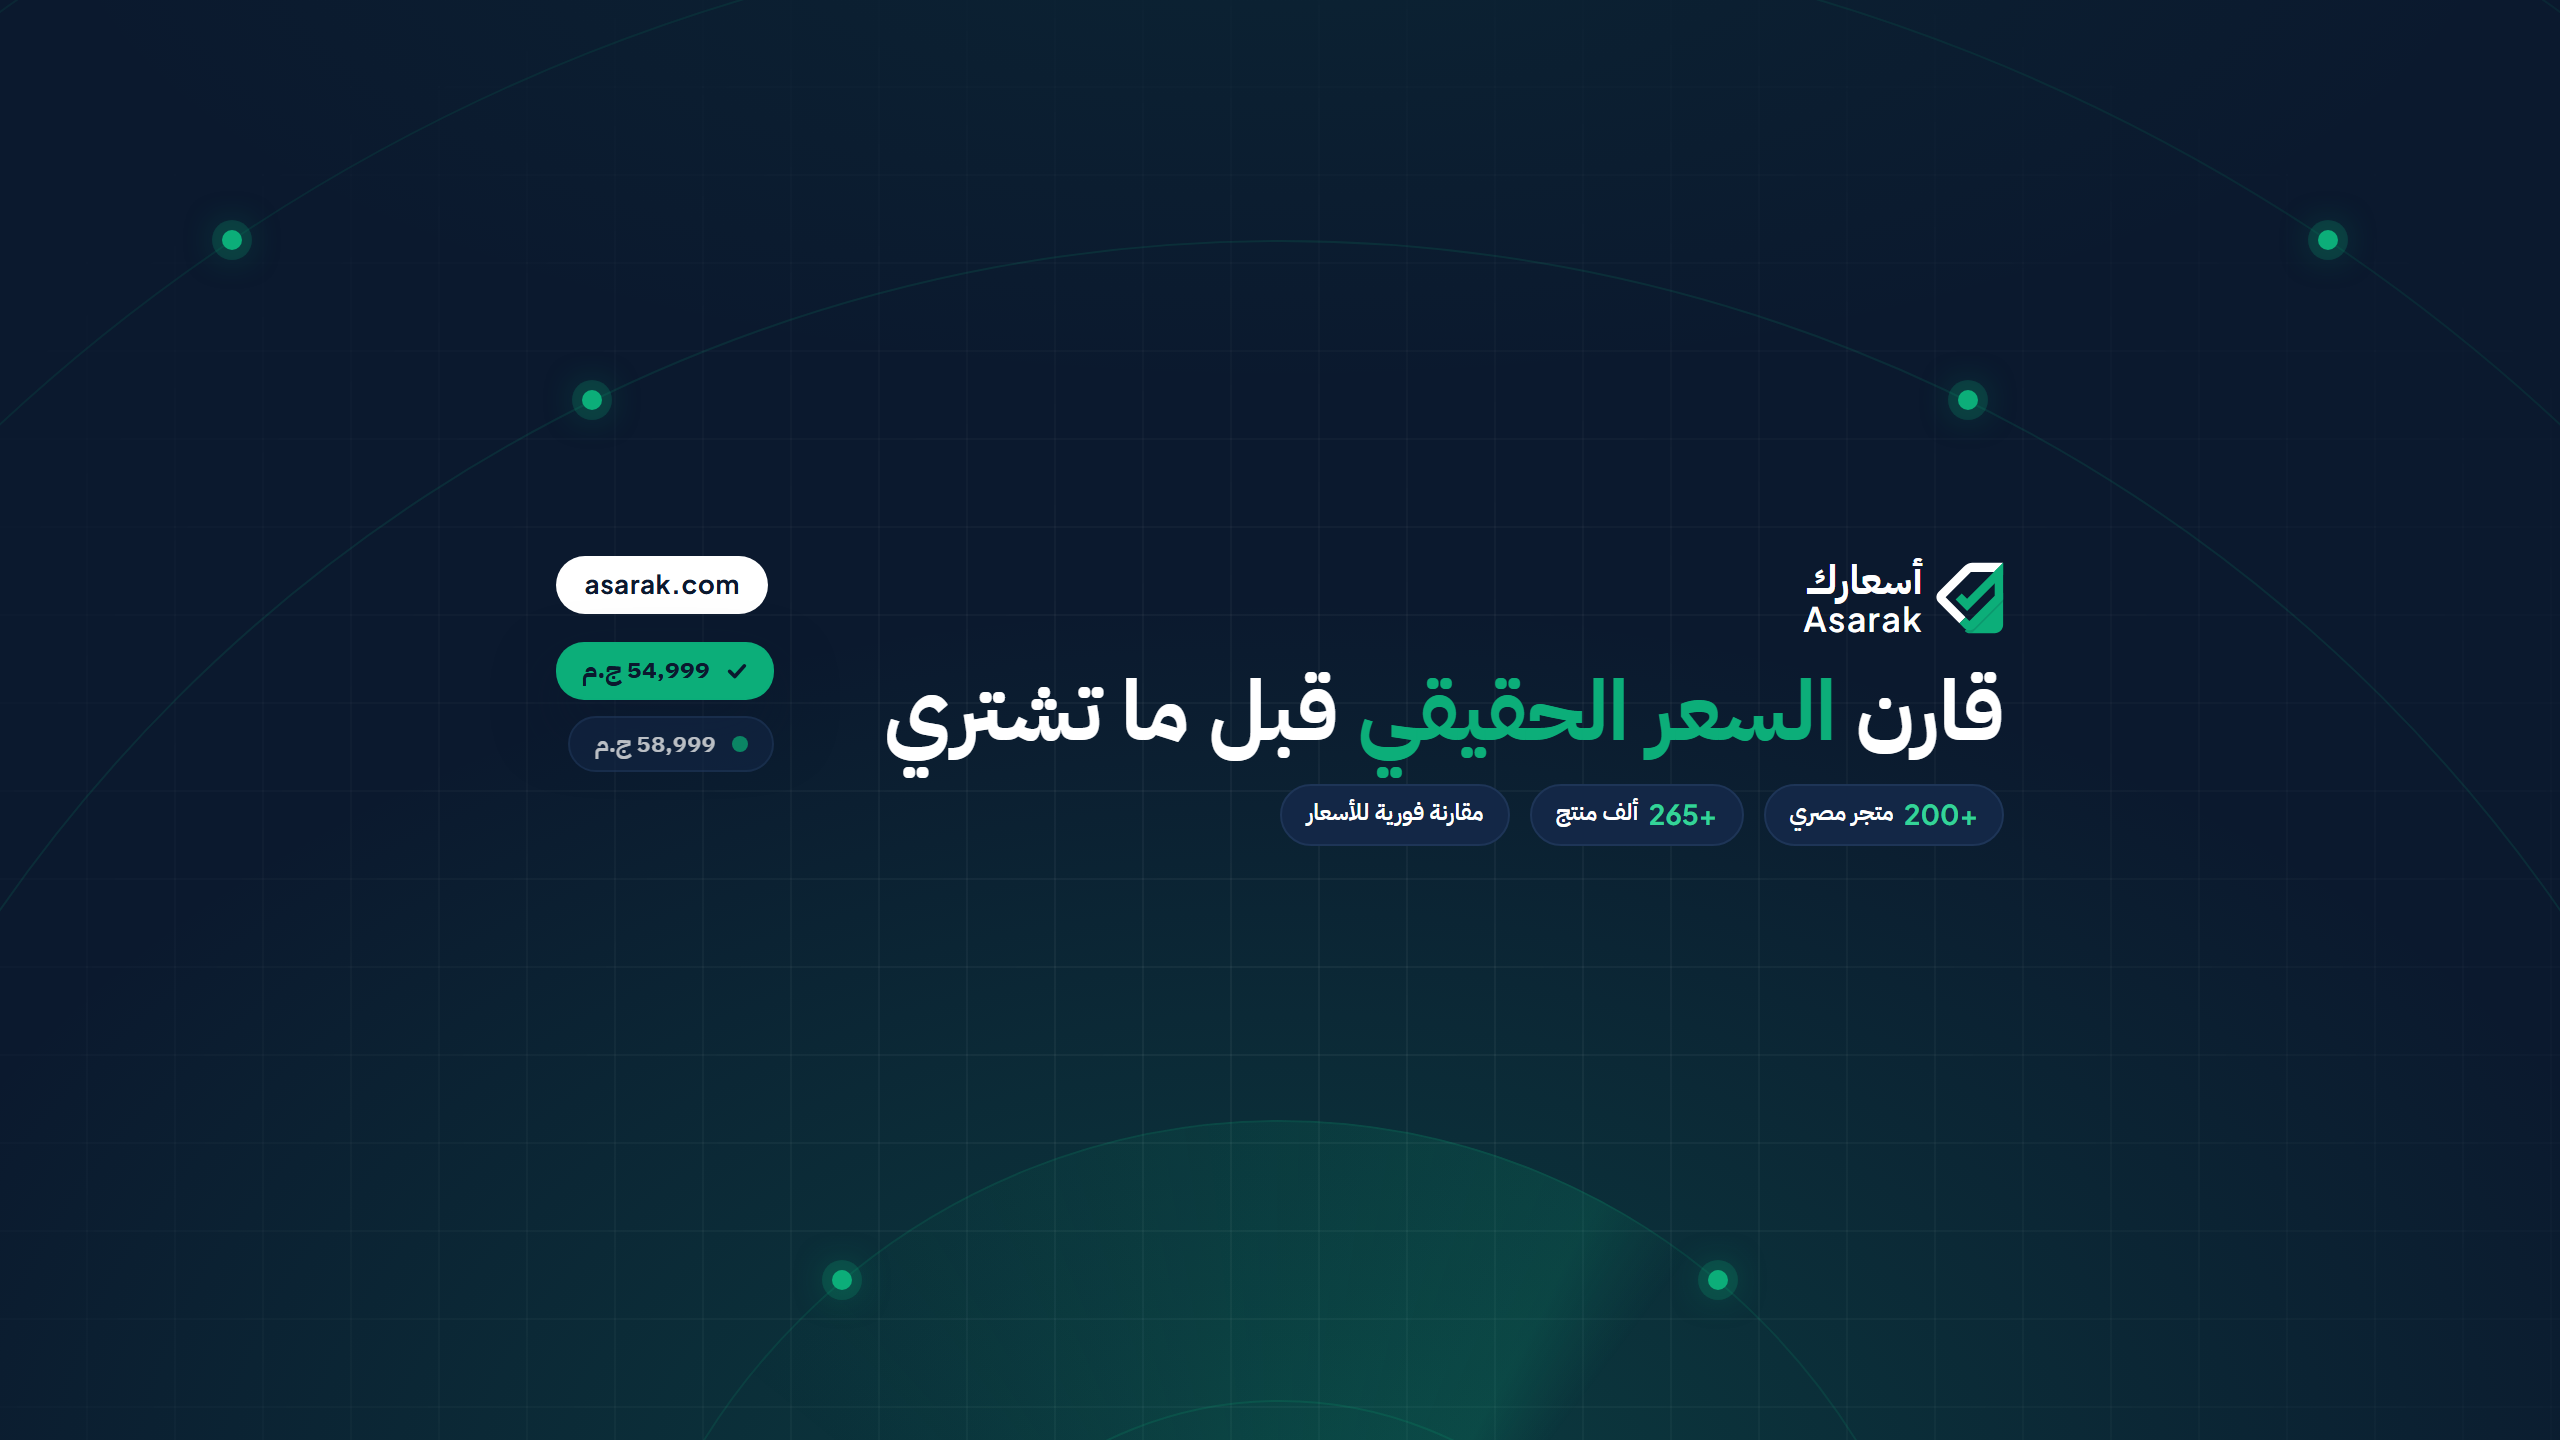 أسعارك
Asarak
قارن السعر الحقيقي قبل ما تشتري
+200 متجر مصري
+265 ألف منتج
مقارنة فورية للأسعار
asarak.com
54,999 ج.م
58,999 ج.م